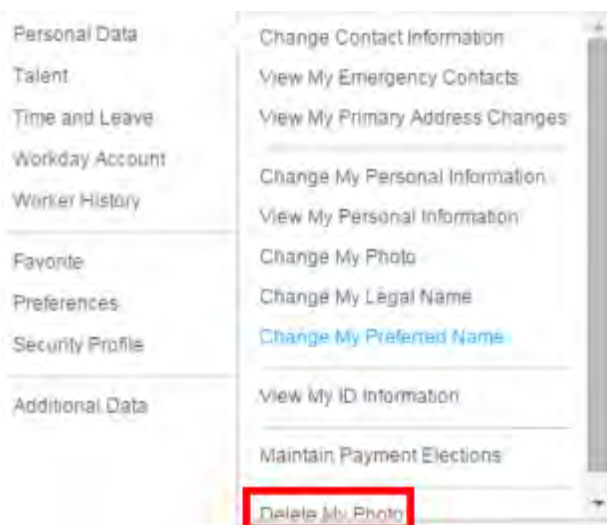 Personal Data
Talent
Time and Leave
Workday Account
Worker History
Favorite
Preferences
Security Profile
Additional Data
Change Contact Information
View My Emergency Contacts
View My Primary Address Changes
Change My Personal Information
View My Personal Information
Change My Photo
Change My Legal Name
Change My Preferred Name
View My ID Information
Maintain Payment Elections
Delete My Photo